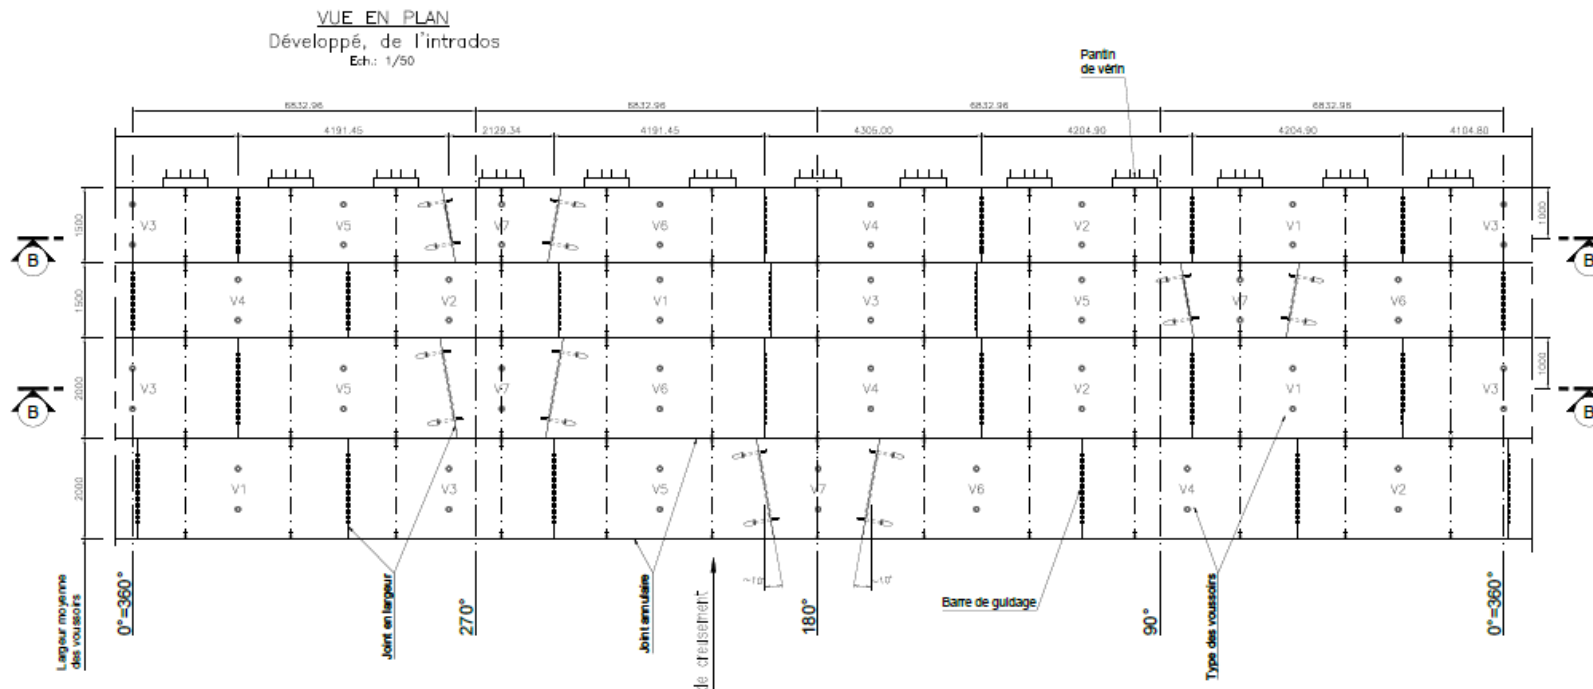 VUE EN PLAN
Développé, de l'intrados
Ech.: 1/50
Pantin
de vérin
6832.96
6832.96
6832.96
6832.96
4191.45
2129.34
4191.45
4305.00
4204.90
4204.90
4104.80
1500
V3
V5
V7
V6
V4
V2
V1
V3
1000
B
B
1500
V4
V2
V1
V3
V5
V7
V6
2000
V3
V5
V7
V6
V4
V2
V1
V3
1000
B
B
2000
V1
V3
V5
V7
V6
V4
V2
~10°
~10°
Largeur moyenne
des voussoirs
0°=360°
Joint en largeur
270°
Joint annulaire
de creusement
180°
Barre de guidage
90°
Type des voussoirs
0°=360°